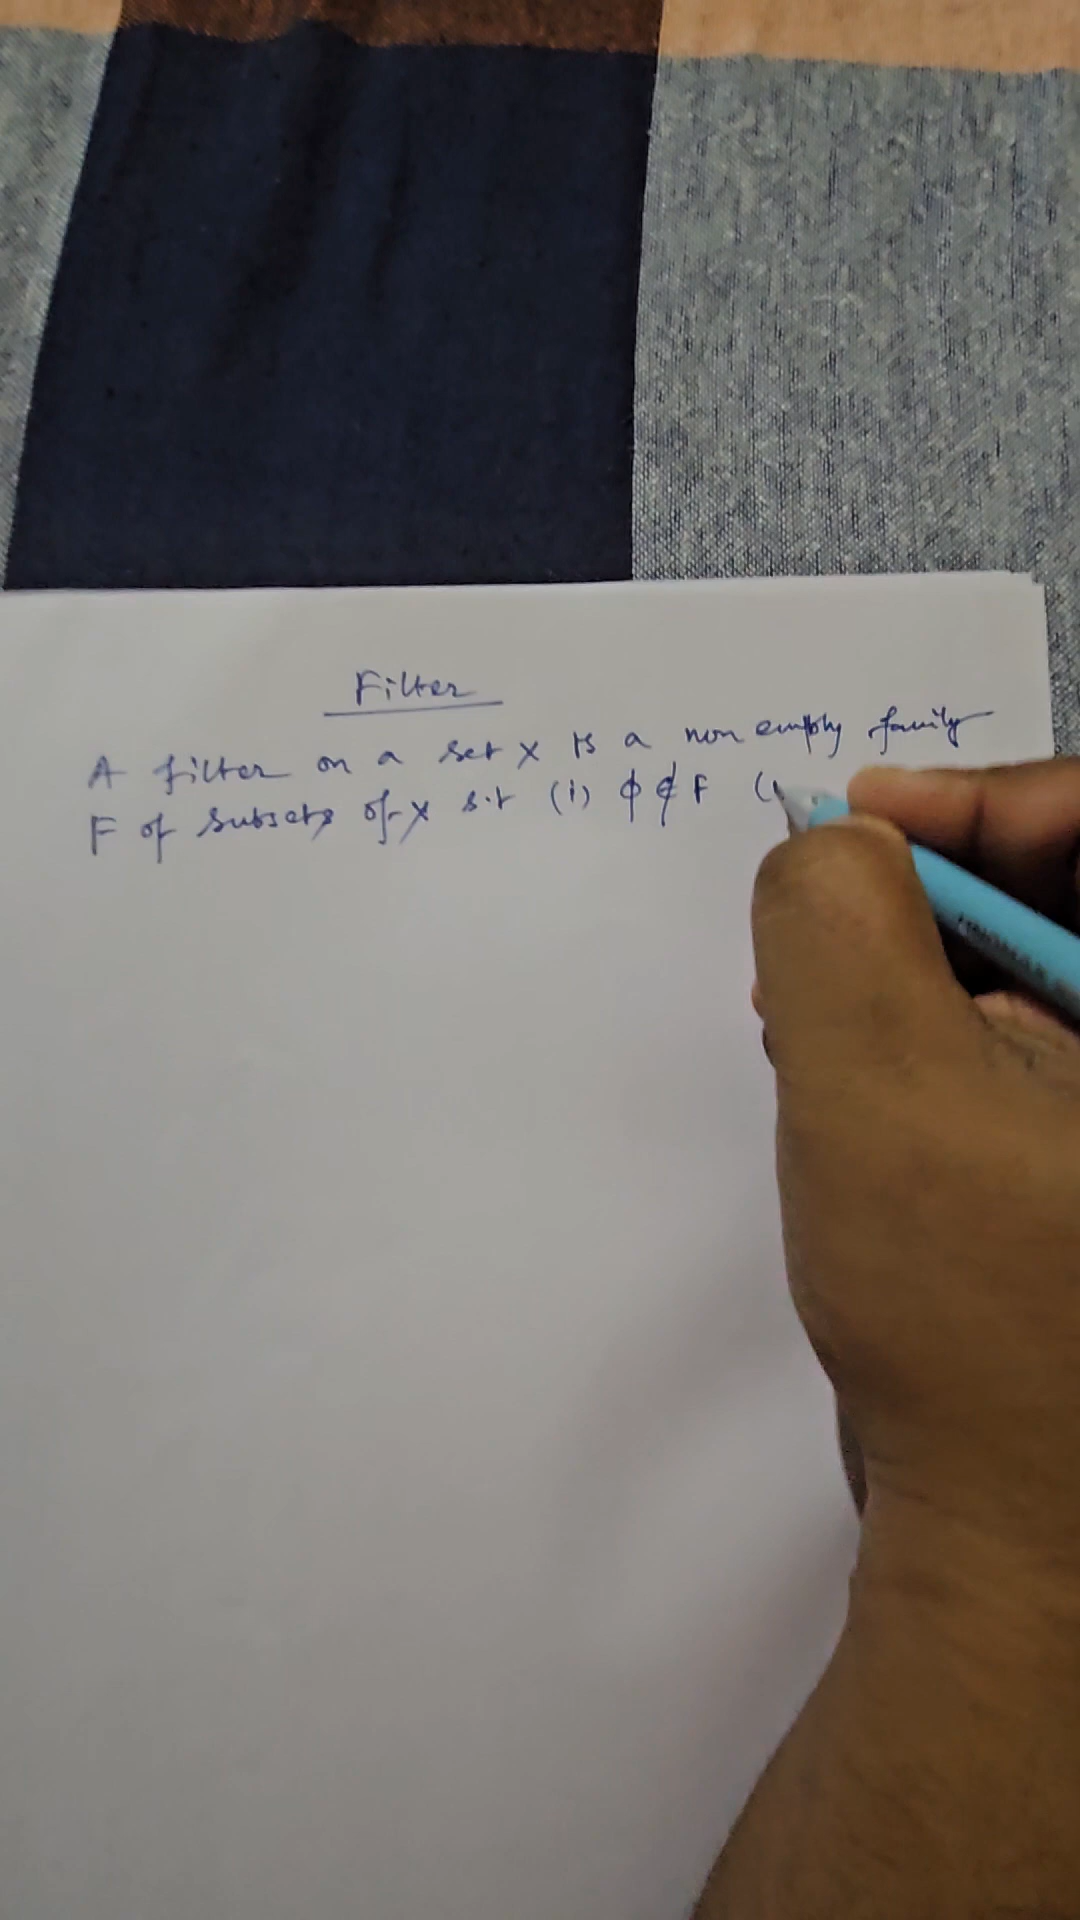 Filter
A filter on a set X is a non empty family
F of subsets of X s.t (i) ϕ ∉ F (